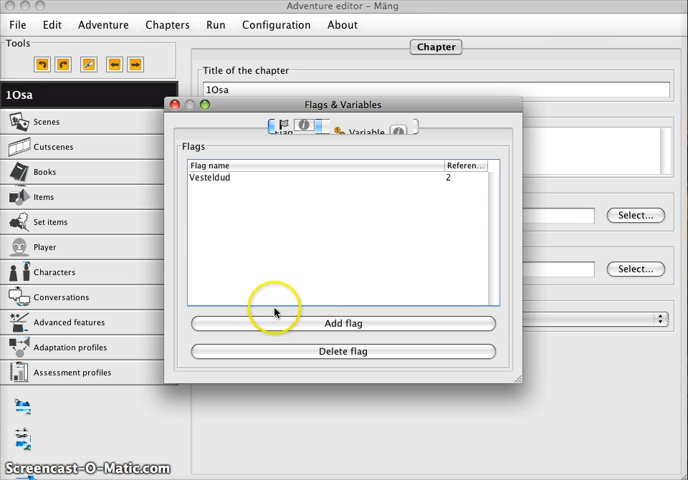 Adventure editor – Mäng
File Edit Adventure Chapters Run Configuration About
Tools
Chapter
1Osa
Title of the chapter
1Osa
Flags & Variables
Flag
Variable
Flags
Flag name Referen...
Vesteldud 2
Add flag
Delete flag
Scenes
Cutscenes
Books
Items
Set items
Player
Characters
Conversations
Advanced features
Adaptation profiles
Assessment profiles
Select...
Select...
Screencast-O-Matic.com